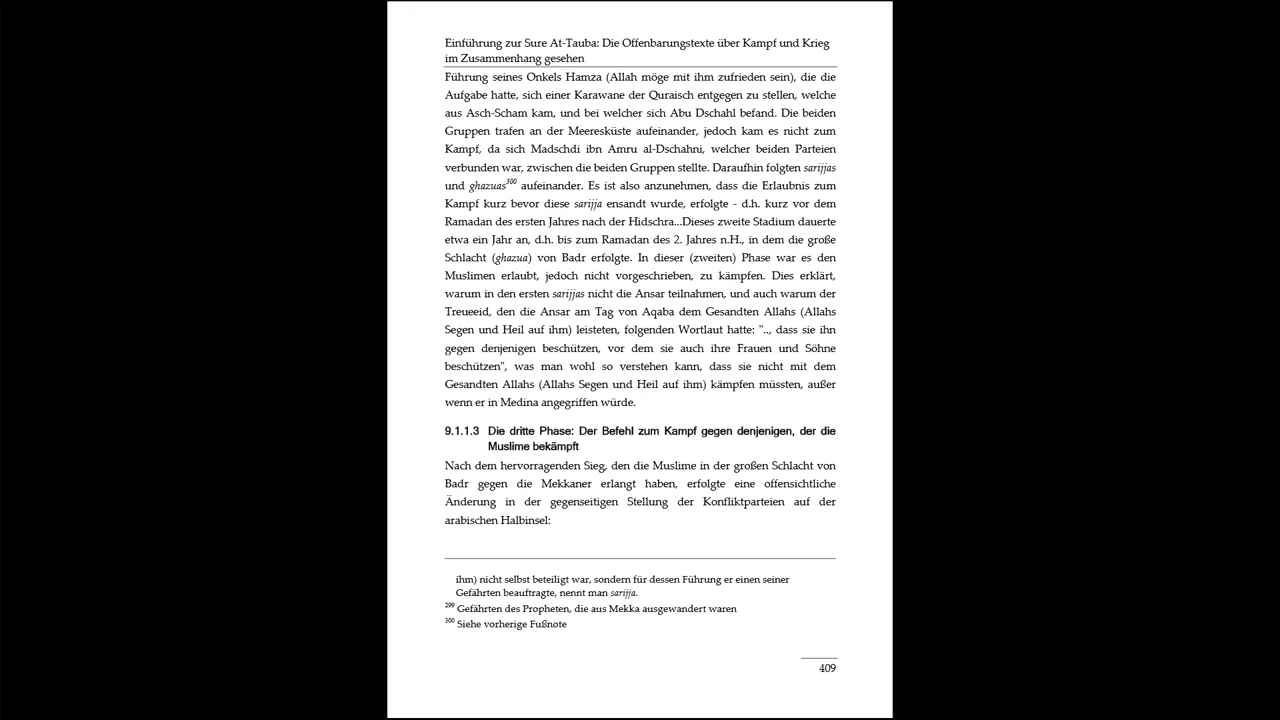 Einführung zur Sure At-Tauba: Die Offenbarungstexte über Kampf und Krieg
im Zusammenhang gesehen
Führung seines Onkels Hamza (Allah möge mit ihm zufrieden sein), die die
Aufgabe hatte, sich einer Karawane der Quraisch entgegen zu stellen, welche
aus Asch-Scham kam, und bei welcher sich Abu Dschahl befand. Die beiden
Gruppen trafen an der Meeresküste aufeinander, jedoch kam es nicht zum
Kampf, da sich Madschdi ibn Amru al-Dschahni, welcher beiden Parteien
verbunden war, zwischen die beiden Gruppen stellte. Daraufhin folgten sarijjas
und ghazuas300 aufeinander. Es ist also anzunehmen, dass die Erlaubnis zum
Kampf kurz bevor diese sarijja ensandt wurde, erfolgte - d.h. kurz vor dem
Ramadan des ersten Jahres nach der Hidschra...Dieses zweite Stadium dauerte
etwa ein Jahr an, d.h. bis zum Ramadan des 2. Jahres n.H., in dem die große
Schlacht (ghazua) von Badr erfolgte. In dieser (zweiten) Phase war es den
Muslimen erlaubt, jedoch nicht vorgeschrieben, zu kämpfen. Dies erklärt,
warum in den ersten sarijjas nicht die Ansar teilnahmen, und auch warum der
Treueeid, den die Ansar am Tag von Aqaba dem Gesandten Allahs (Allahs
Segen und Heil auf ihm) leisteten, folgenden Wortlaut hatte: ".., dass sie ihn
gegen denjenigen beschützen, vor dem sie auch ihre Frauen und Söhne
beschützen", was man wohl so verstehen kann, dass sie nicht mit dem
Gesandten Allahs (Allahs Segen und Heil auf ihm) kämpfen müssten, außer
wenn er in Medina angegriffen würde.
9.1.1.3 Die dritte Phase: Der Befehl zum Kampf gegen denjenigen, der die
Muslime bekämpft
Nach dem hervorragenden Sieg, den die Muslime in der großen Schlacht von
Badr gegen die Mekkaner erlangt haben, erfolgte eine offensichtliche
Änderung in der gegenseitigen Stellung der Konfliktparteien auf der
arabischen Halbinsel:
ihm) nicht selbst beteiligt war, sondern für dessen Führung er einen seiner
Gefährten beauftragte, nennt man sarijja.
299 Gefährten des Propheten, die aus Mekka ausgewandert waren
300 Siehe vorherige Fußnote
409